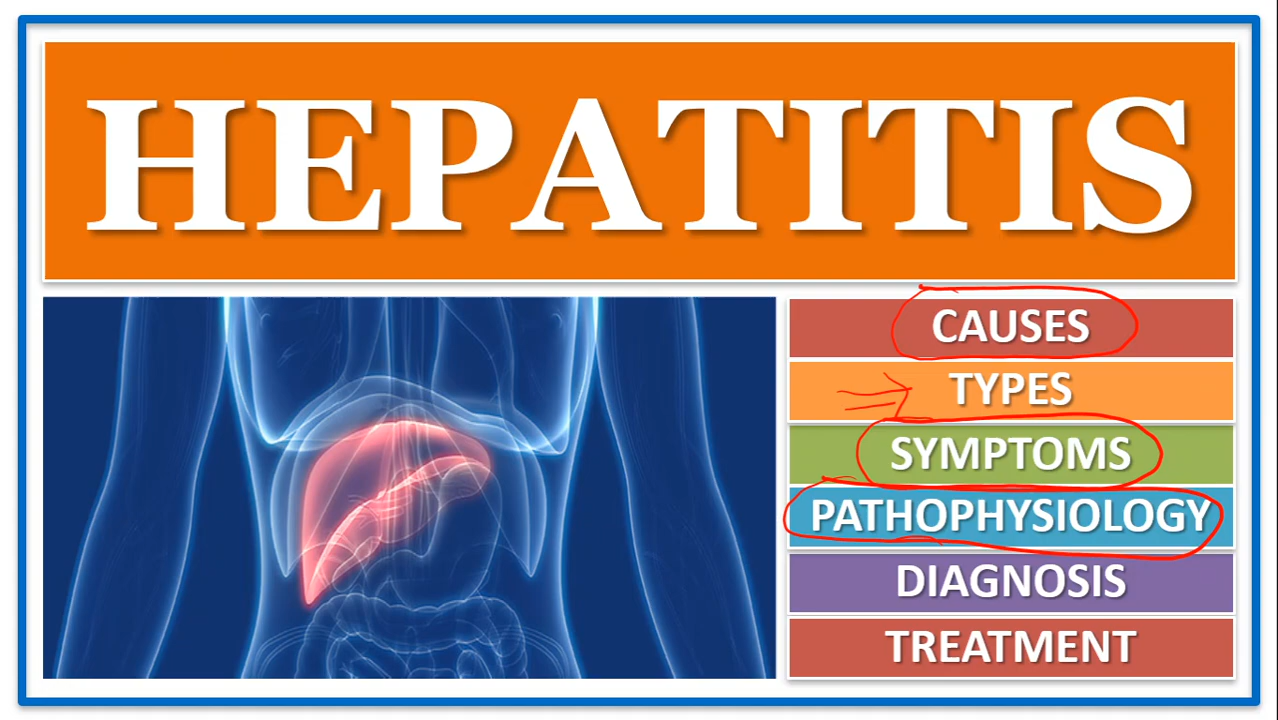 HEPATITIS
CAUSES
TYPES
SYMPTOMS
PATHOPHYSIOLOGY
DIAGNOSIS
TREATMENT